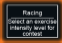 Racing
Select an exercise
intensity level for
contest